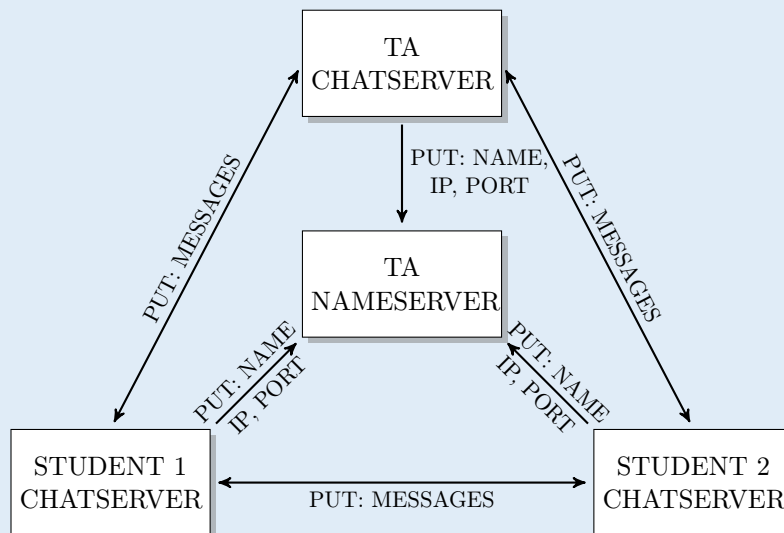 TA
CHATSERVER
PUT: MESSAGES
PUT: NAME,
IP, PORT
PUT: MESSAGES
TA
NAMESERVER
PUT: NAME
IP, PORT
PUT: NAME
IP, PORT
STUDENT 1
CHATSERVER
PUT: MESSAGES
STUDENT 2
CHATSERVER